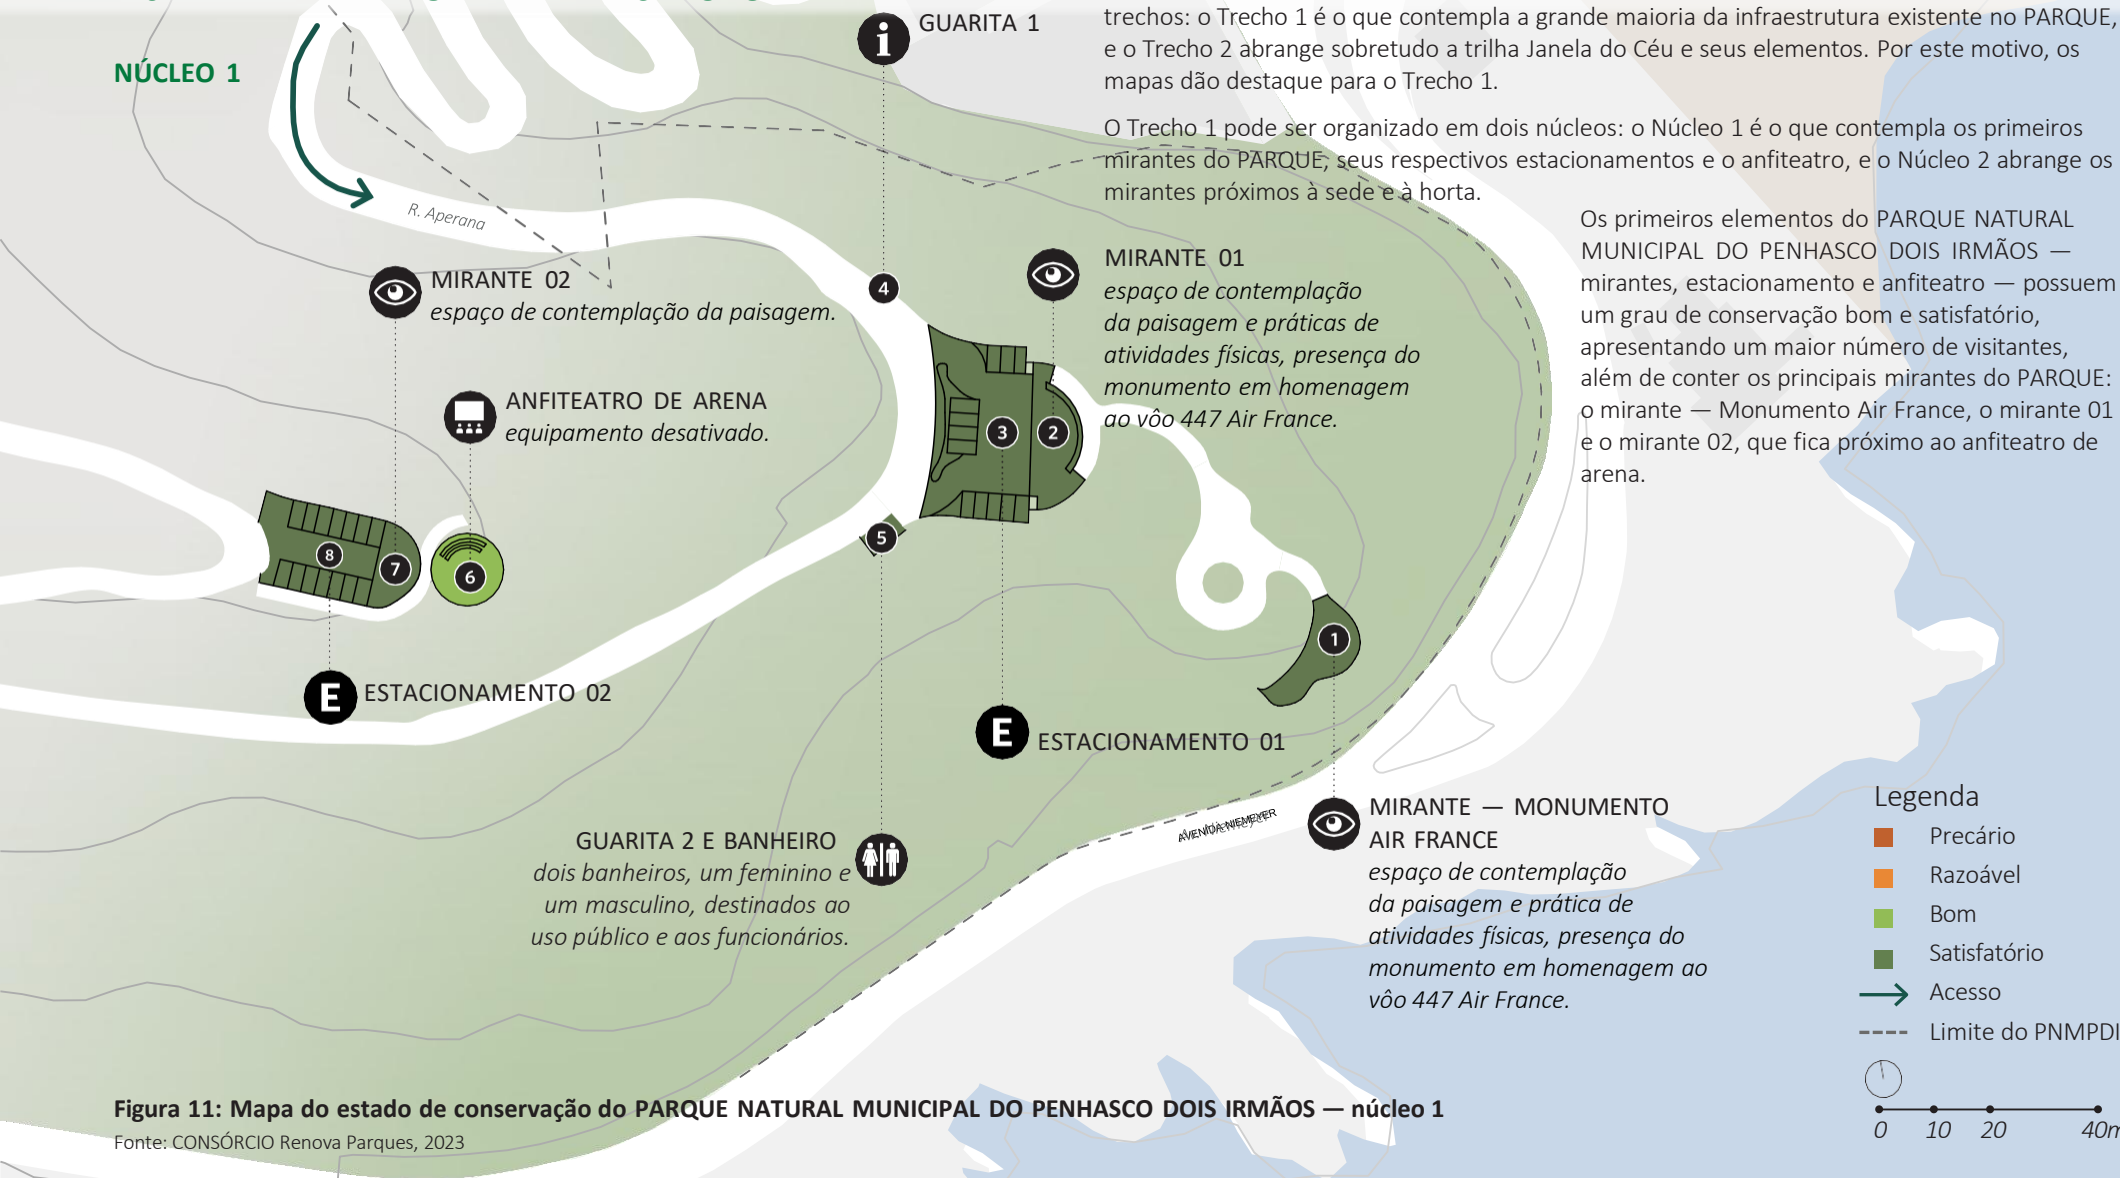 trechos: o Trecho 1 é o que contempla a grande maioria da infraestrutura existente no PARQUE,
e o Trecho 2 abrange sobretudo a trilha Janela do Céu e seus elementos. Por este motivo, os
mapas dão destaque para o Trecho 1.
O Trecho 1 pode ser organizado em dois núcleos: o Núcleo 1 é o que contempla os primeiros
mirantes do PARQUE, seus respectivos estacionamentos e o anfiteatro, e o Núcleo 2 abrange os
mirantes próximos à sede e à horta.
Os primeiros elementos do PARQUE NATURAL
MUNICIPAL DO PENHASCO DOIS IRMÃOS —
mirantes, estacionamento e anfiteatro — possuem
um grau de conservação bom e satisfatório,
apresentando um maior número de visitantes,
além de conter os principais mirantes do PARQUE:
o mirante — Monumento Air France, o mirante 01
e o mirante 02, que fica próximo ao anfiteatro de
arena.
NÚCLEO 1
i
GUARITA 1
R. Aperana
MIRANTE 02
espaço de contemplação da paisagem.
4
MIRANTE 01
espaço de contemplação
da paisagem e práticas de
atividades físicas, presença do
monumento em homenagem
ao vôo 447 Air France.
ANFITEATRO DE ARENA
equipamento desativado.
3
2
5
8
7
6
1
E
ESTACIONAMENTO 02
E
ESTACIONAMENTO 01
AVENIDA NIEMEYER
GUARITA 2 E BANHEIRO
dois banheiros, um feminino e
um masculino, destinados ao
uso público e aos funcionários.
MIRANTE — MONUMENTO
AIR FRANCE
espaço de contemplação
da paisagem e prática de
atividades físicas, presença do
monumento em homenagem ao
vôo 447 Air France.
Legenda
Precário
Razoável
Bom
Satisfatório
Acesso
Limite do PNMPDI
0 10 20 40m
Figura 11: Mapa do estado de conservação do PARQUE NATURAL MUNICIPAL DO PENHASCO DOIS IRMÃOS — núcleo 1
Fonte: CONSÓRCIO Renova Parques, 2023